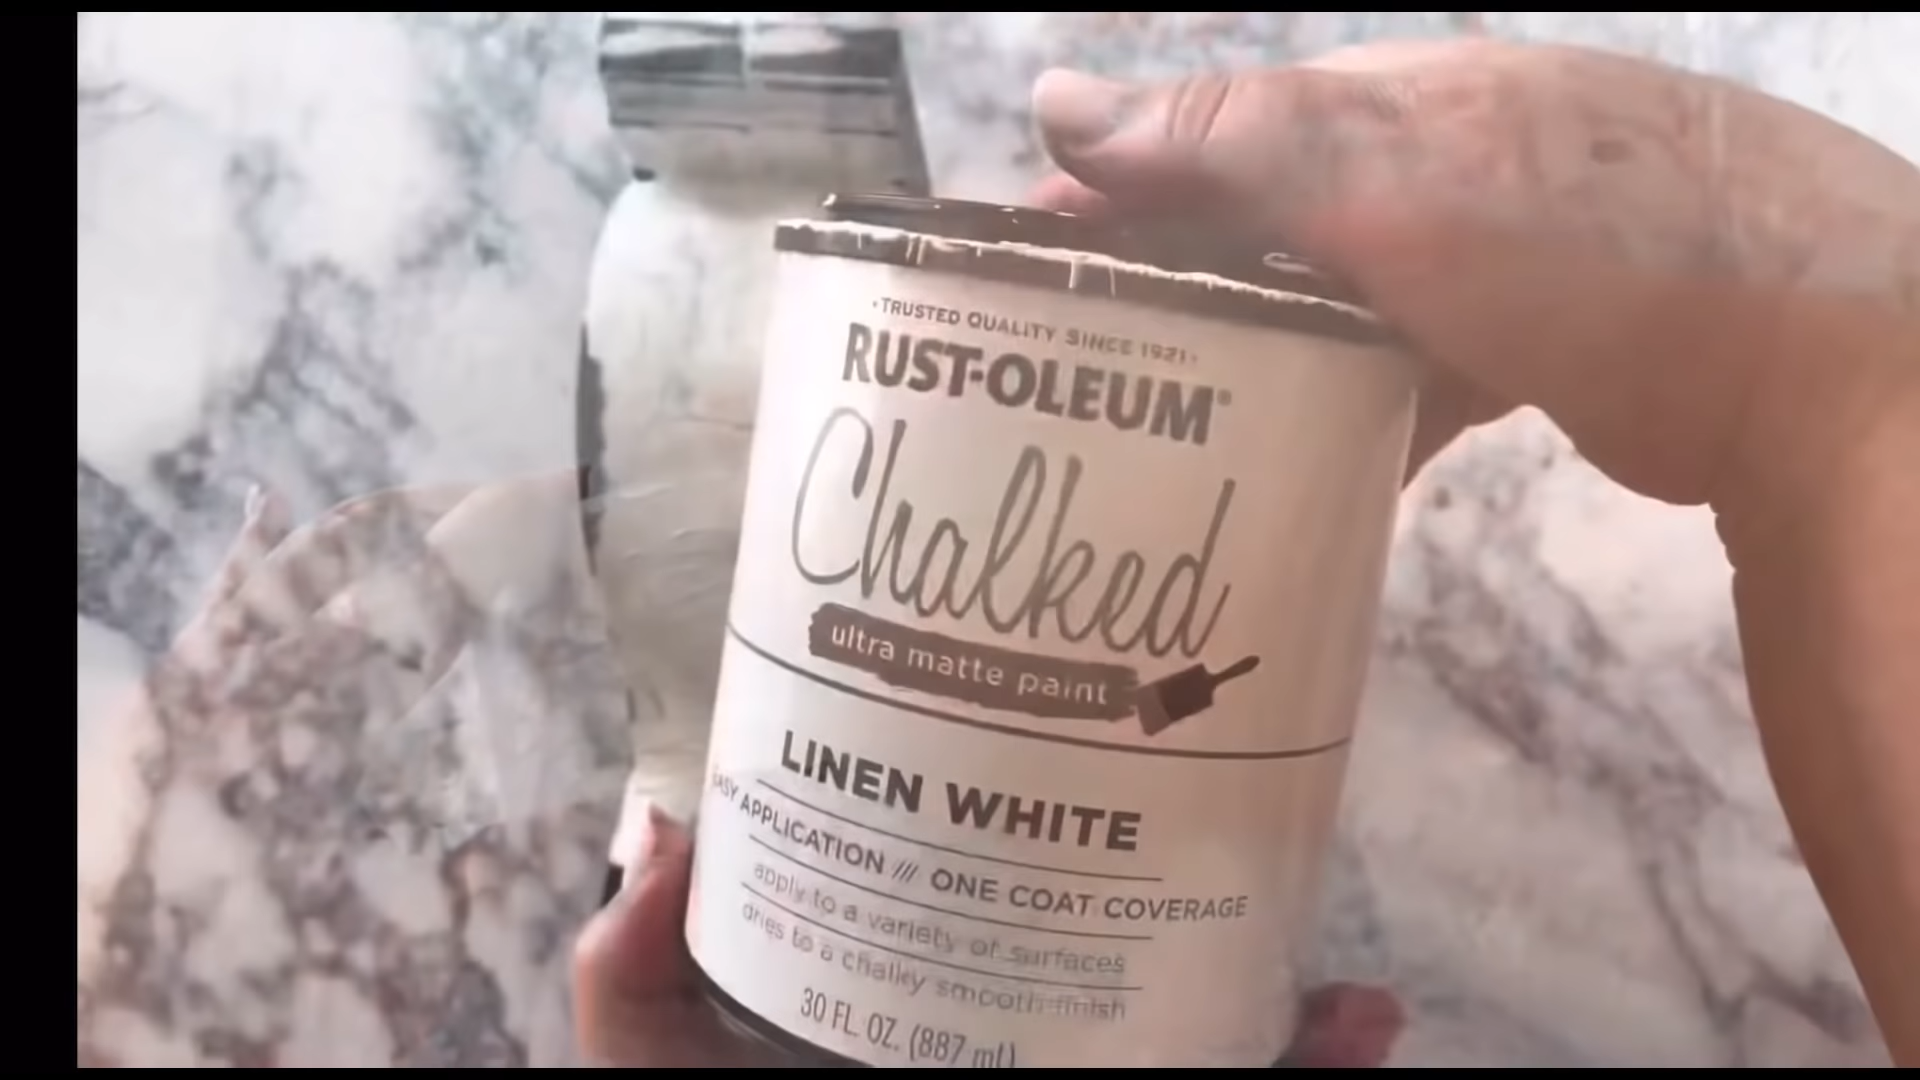 · TRUSTED QUALITY SINCE 1921 ·
RUST-OLEUM®
Chalked
ultra matte paint
LINEN WHITE
EASY APPLICATION /// ONE COAT COVERAGE
apply to a variety of surfaces
dries to a chalky smooth finish
30 FL. OZ. (887 mL)